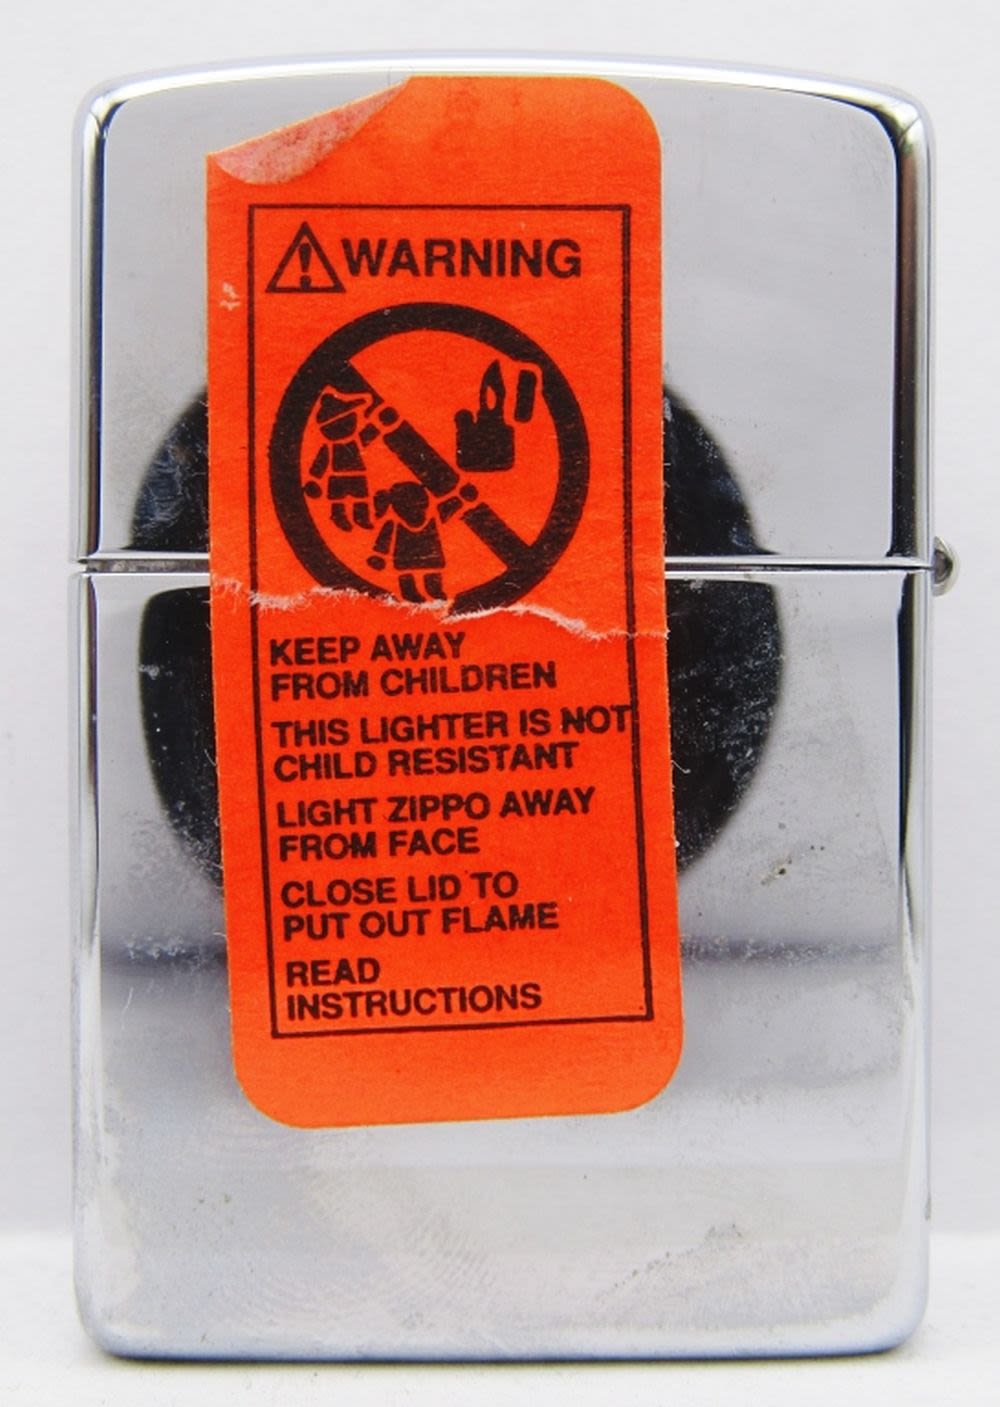 WARNING
KEEP AWAY
FROM CHILDREN
THIS LIGHTER IS NOT
CHILD RESISTANT
LIGHT ZIPPO AWAY
FROM FACE
CLOSE LID TO
PUT OUT FLAME
READ
INSTRUCTIONS